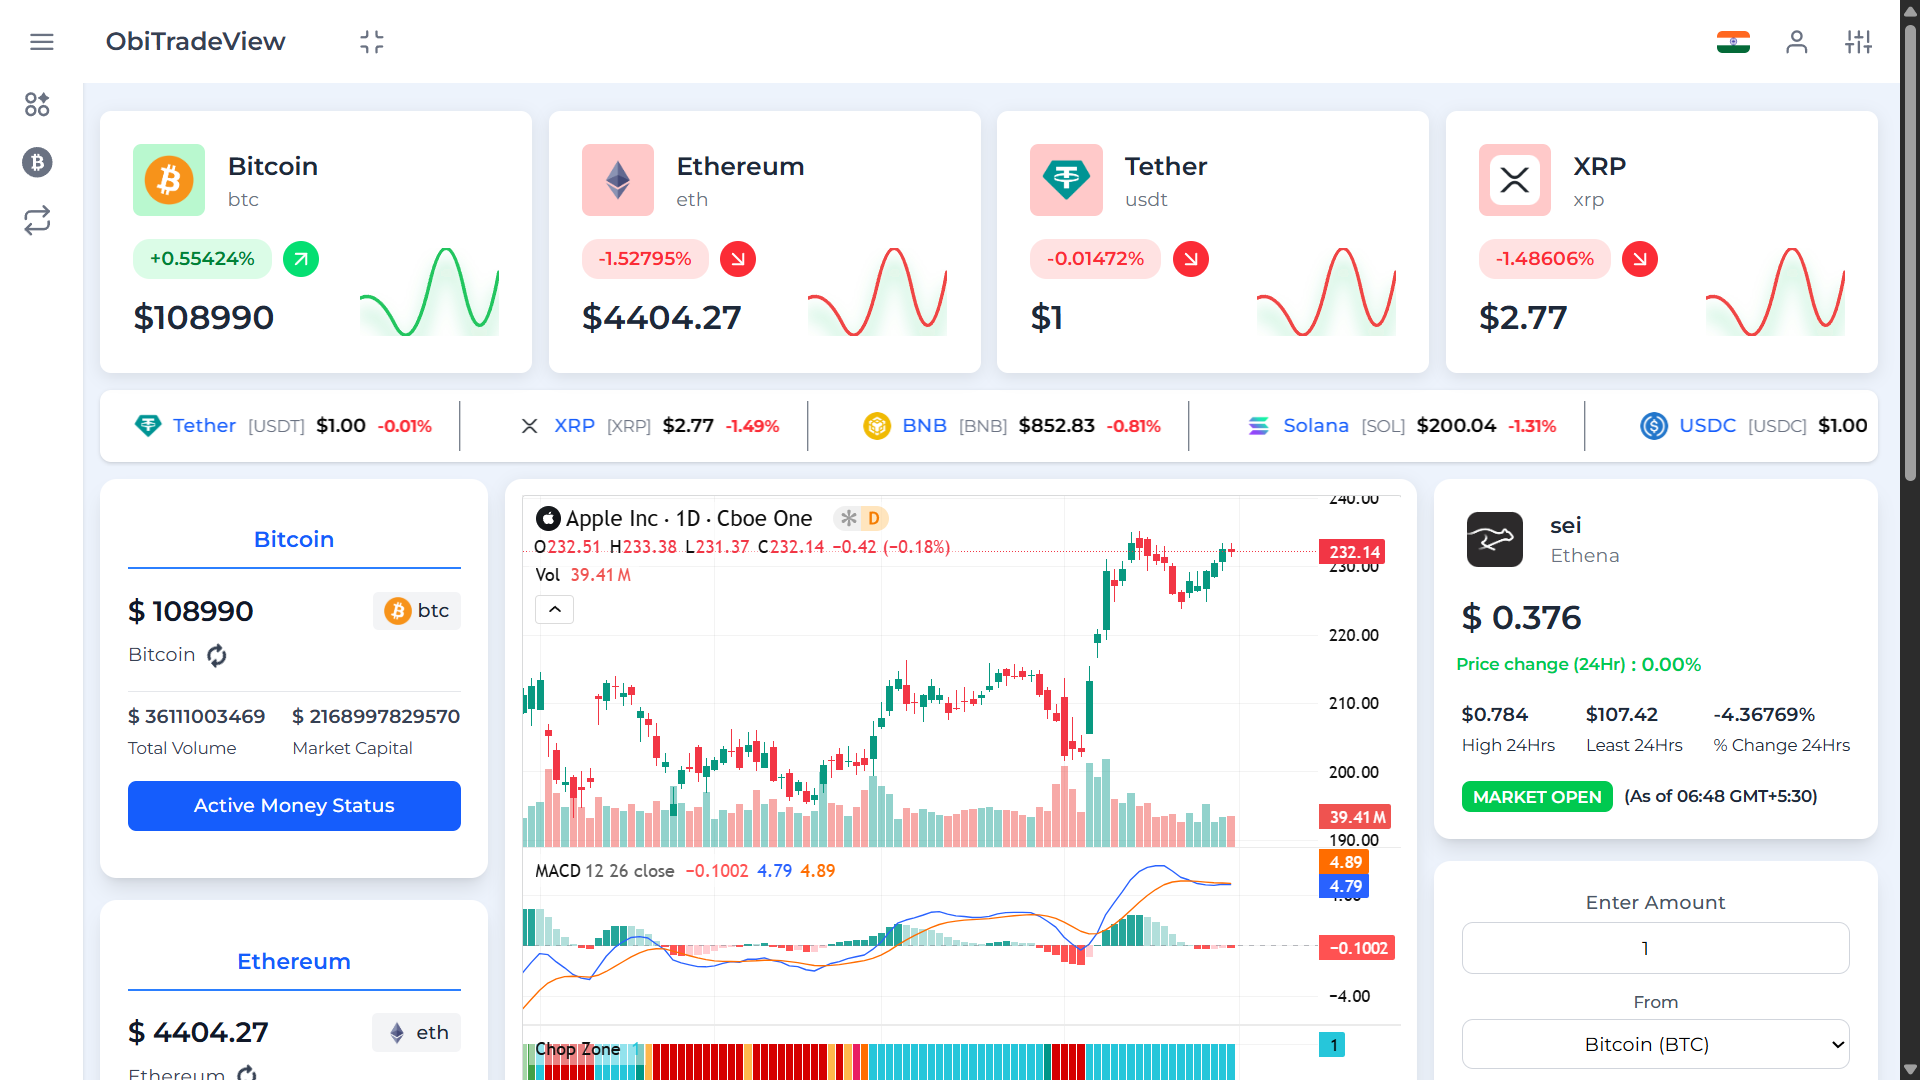 ObiTradeView
Bitcoin
btc
+0.55424%
$108990
Ethereum
eth
-1.52795%
$4404.27
Tether
usdt
-0.01472%
$1
XRP
xrp
-1.48606%
$2.77
Tether [USDT] $1.00 -0.01%
XRP [XRP] $2.77 -1.49%
BNB [BNB] $852.83 -0.81%
Solana [SOL] $200.04 -1.31%
USDC [USDC] $1.00
Bitcoin
$ 108990
btc
Bitcoin
$ 36111003469 $ 2168997829570
Total Volume Market Capital
Active Money Status
Ethereum
$ 4404.27
eth
Ethereum
Apple Inc · 1D · Cboe One D
O232.51 H233.38 L231.37 C232.14 −0.42 (−0.18%)
Vol 39.41 M
240.00
232.14
230.00
220.00
210.00
200.00
39.41 M
190.00
MACD 12 26 close −0.1002 4.79 4.89
4.89
4.79
−0.1002
−4.00
Chop Zone 1
1
sei
Ethena
$ 0.376
Price change (24Hr) : 0.00%
$0.784 $107.42 -4.36769%
High 24Hrs Least 24Hrs % Change 24Hrs
MARKET OPEN (As of 06:48 GMT+5:30)
Enter Amount
1
From
Bitcoin (BTC)